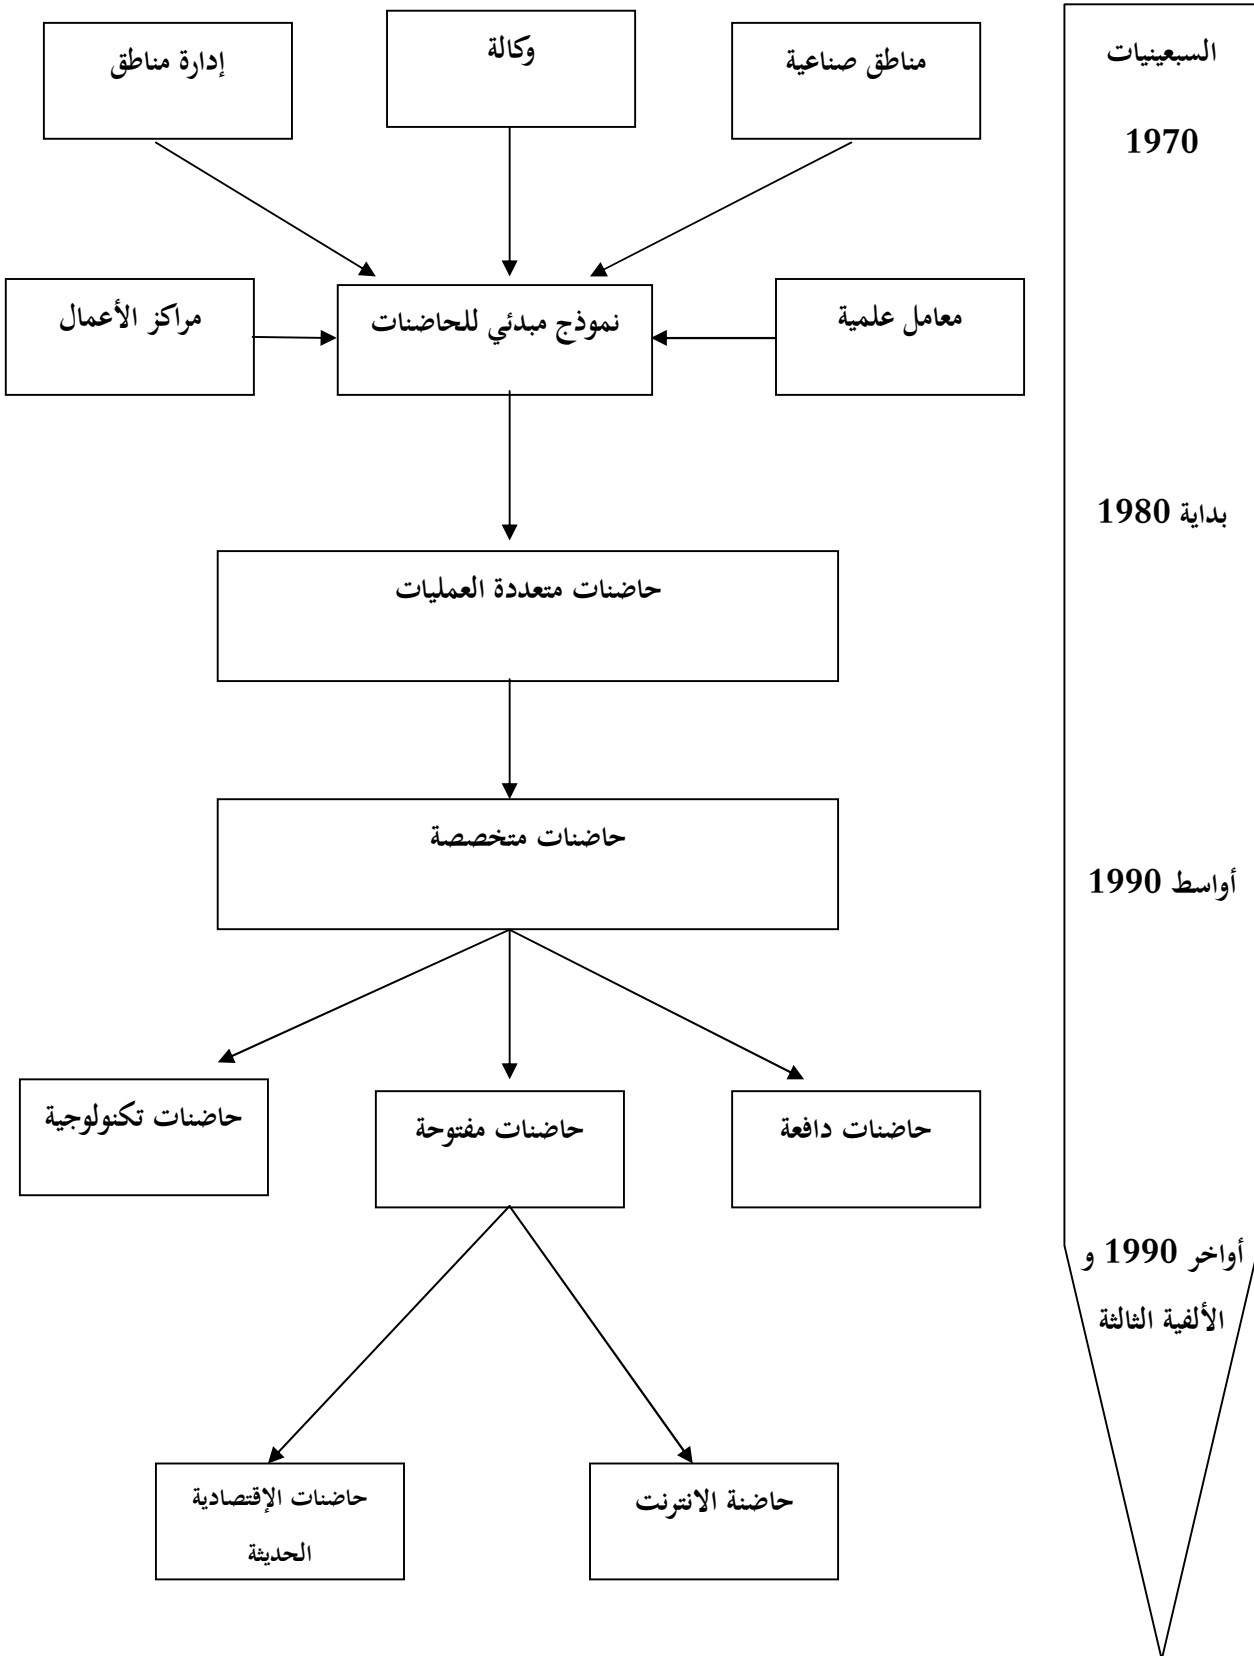 السبعينيات
1970
مناطق صناعية
وكالة
إدارة مناطق
معامل علمية
نموذج مبدئي للحاضنات
مراكز الأعمال
بداية 1980
حاضنات متعددة العمليات
حاضنات متخصصة
أواسط 1990
حاضنات دافعة
حاضنات مفتوحة
حاضنات تكنولوجية
أواخر 1990 و
الألفية الثالثة
حاضنة الانترنت
حاضنات الإقتصادية
الحديثة